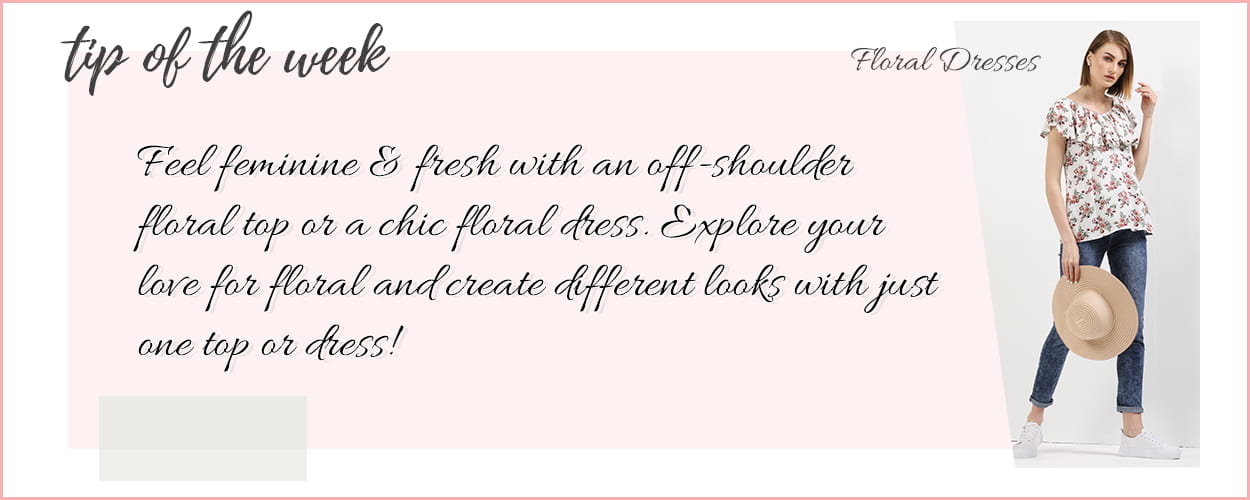 tip of the week
Floral Dresses
Feel feminine & fresh with an off-shoulder
floral top or a chic floral dress. Explore your
love for floral and create different looks with just
one top or dress!